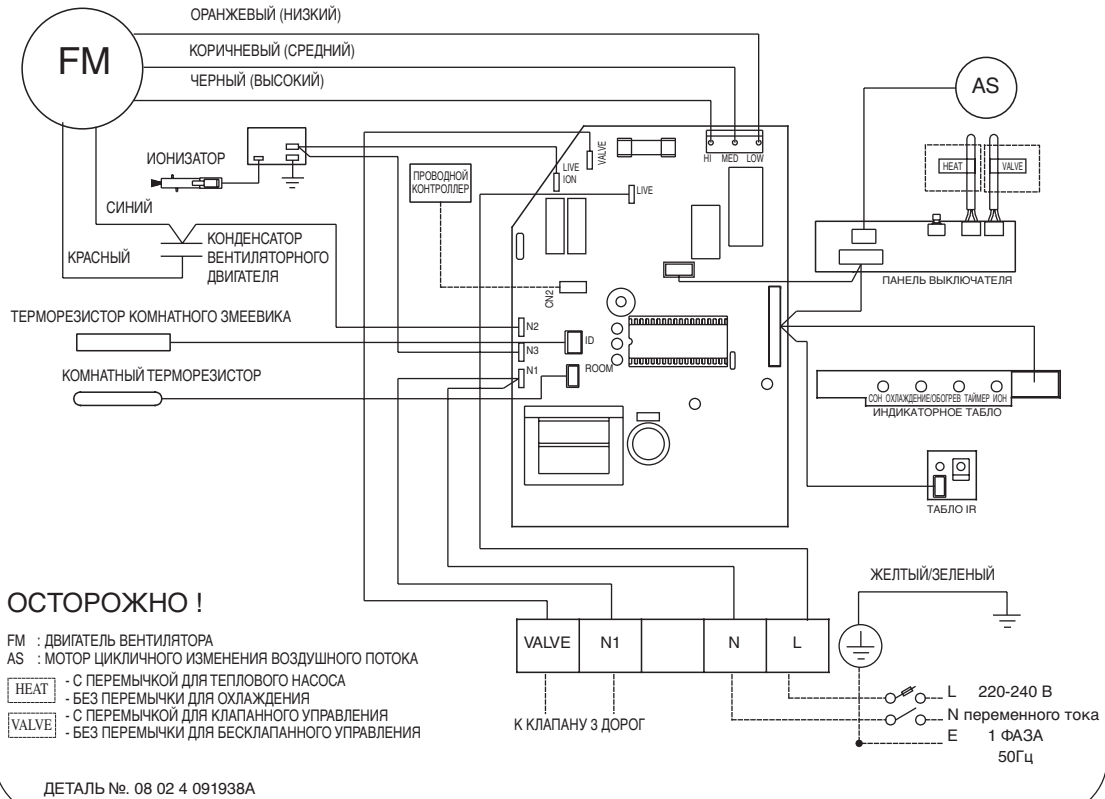 ОРАНЖЕВЫЙ (НИЗКИЙ)
КОРИЧНЕВЫЙ (СРЕДНИЙ)
ЧЕРНЫЙ (ВЫСОКИЙ)
FM
AS
ИОНИЗАТОР
ПРОВОДНОЙ
КОНТРОЛЛЕР
LIVE
ION
VALVE
LIVE
HI MED LOW
HEAT
VALVE
СИНИЙ
КРАСНЫЙ
КОНДЕНСАТОР
ВЕНТИЛЯТОРНОГО
ДВИГАТЕЛЯ
ПАНЕЛЬ ВЫКЛЮЧАТЕЛЯ
CN2
ТЕРМОРЕЗИСТОР КОМНАТНОГО ЗМЕЕВИКА
N2
N3
N1
ID
ROOM
КОМНАТНЫЙ ТЕРМОРЕЗИСТОР
СОН ОХЛАЖДЕНИЕ/ОБОГРЕВ ТАЙМЕР ИОН
ИНДИКАТОРНОЕ ТАБЛО
ТАБЛО IR
ЖЕЛТЫЙ/ЗЕЛЕНЫЙ
ОСТОРОЖНО !
FM : ДВИГАТЕЛЬ ВЕНТИЛЯТОРА
AS : МОТОР ЦИКЛИЧНОГО ИЗМЕНЕНИЯ ВОЗДУШНОГО ПОТОКА
HEAT - С ПЕРЕМЫЧКОЙ ДЛЯ ТЕПЛОВОГО НАСОСА
- БЕЗ ПЕРЕМЫЧКИ ДЛЯ ОХЛАЖДЕНИЯ
VALVE - С ПЕРЕМЫЧКОЙ ДЛЯ КЛАПАННОГО УПРАВЛЕНИЯ
- БЕЗ ПЕРЕМЫЧКИ ДЛЯ БЕСКЛАПАННОГО УПРАВЛЕНИЯ
VALVE N1 N L
К КЛАПАНУ 3 ДОРОГ
L 220-240 В
N переменного тока
E 1 ФАЗА
50Гц
ДЕТАЛЬ №. 08 02 4 091938А